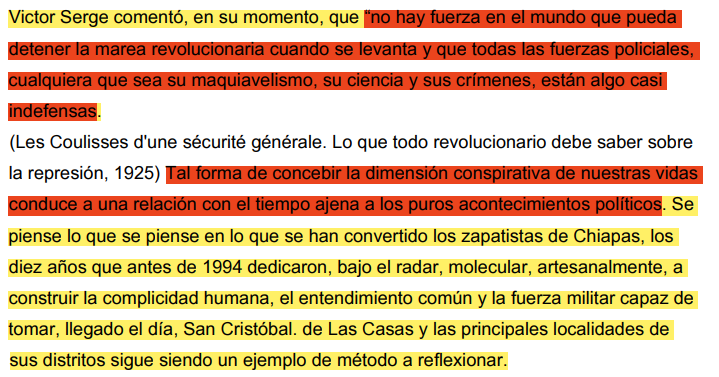 Victor Serge comentó, en su momento, que “no hay fuerza en el mundo que pueda
detener la marea revolucionaria cuando se levanta y que todas las fuerzas policiales,
cualquiera que sea su maquiavelismo, su ciencia y sus crímenes, están algo casi
indefensas.
(Les Coulisses d'une sécurité générale. Lo que todo revolucionario debe saber sobre
la represión, 1925) Tal forma de concebir la dimensión conspirativa de nuestras vidas
conduce a una relación con el tiempo ajena a los puros acontecimientos políticos. Se
piense lo que se piense en lo que se han convertido los zapatistas de Chiapas, los
diez años que antes de 1994 dedicaron, bajo el radar, molecular, artesanalmente, a
construir la complicidad humana, el entendimiento común y la fuerza militar capaz de
tomar, llegado el día, San Cristóbal. de Las Casas y las principales localidades de
sus distritos sigue siendo un ejemplo de método a reflexionar.